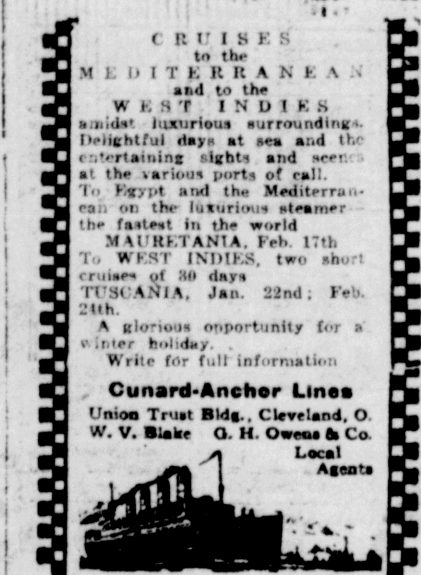 CRUISES
to the
MEDITERRANEAN
and to the
WEST INDIES
amidst luxurious surroundings.
Delightful days at sea and the
entertaining sights and scenes
at the various ports of call.
To Egypt and the Mediterran-
ean on the luxurious steamer—
the fastest in the world
MAURETANIA, Feb. 17th
To WEST INDIES, two short
cruises of 30 days
TUSCANIA, Jan. 22nd; Feb.
24th.
A glorious opportunity for a
winter holiday.
Write for full information
Cunard-Anchor Lines
Union Trust Bldg., Cleveland, O.
W. V. Blake G. H. Owens & Co.
Local
Agents